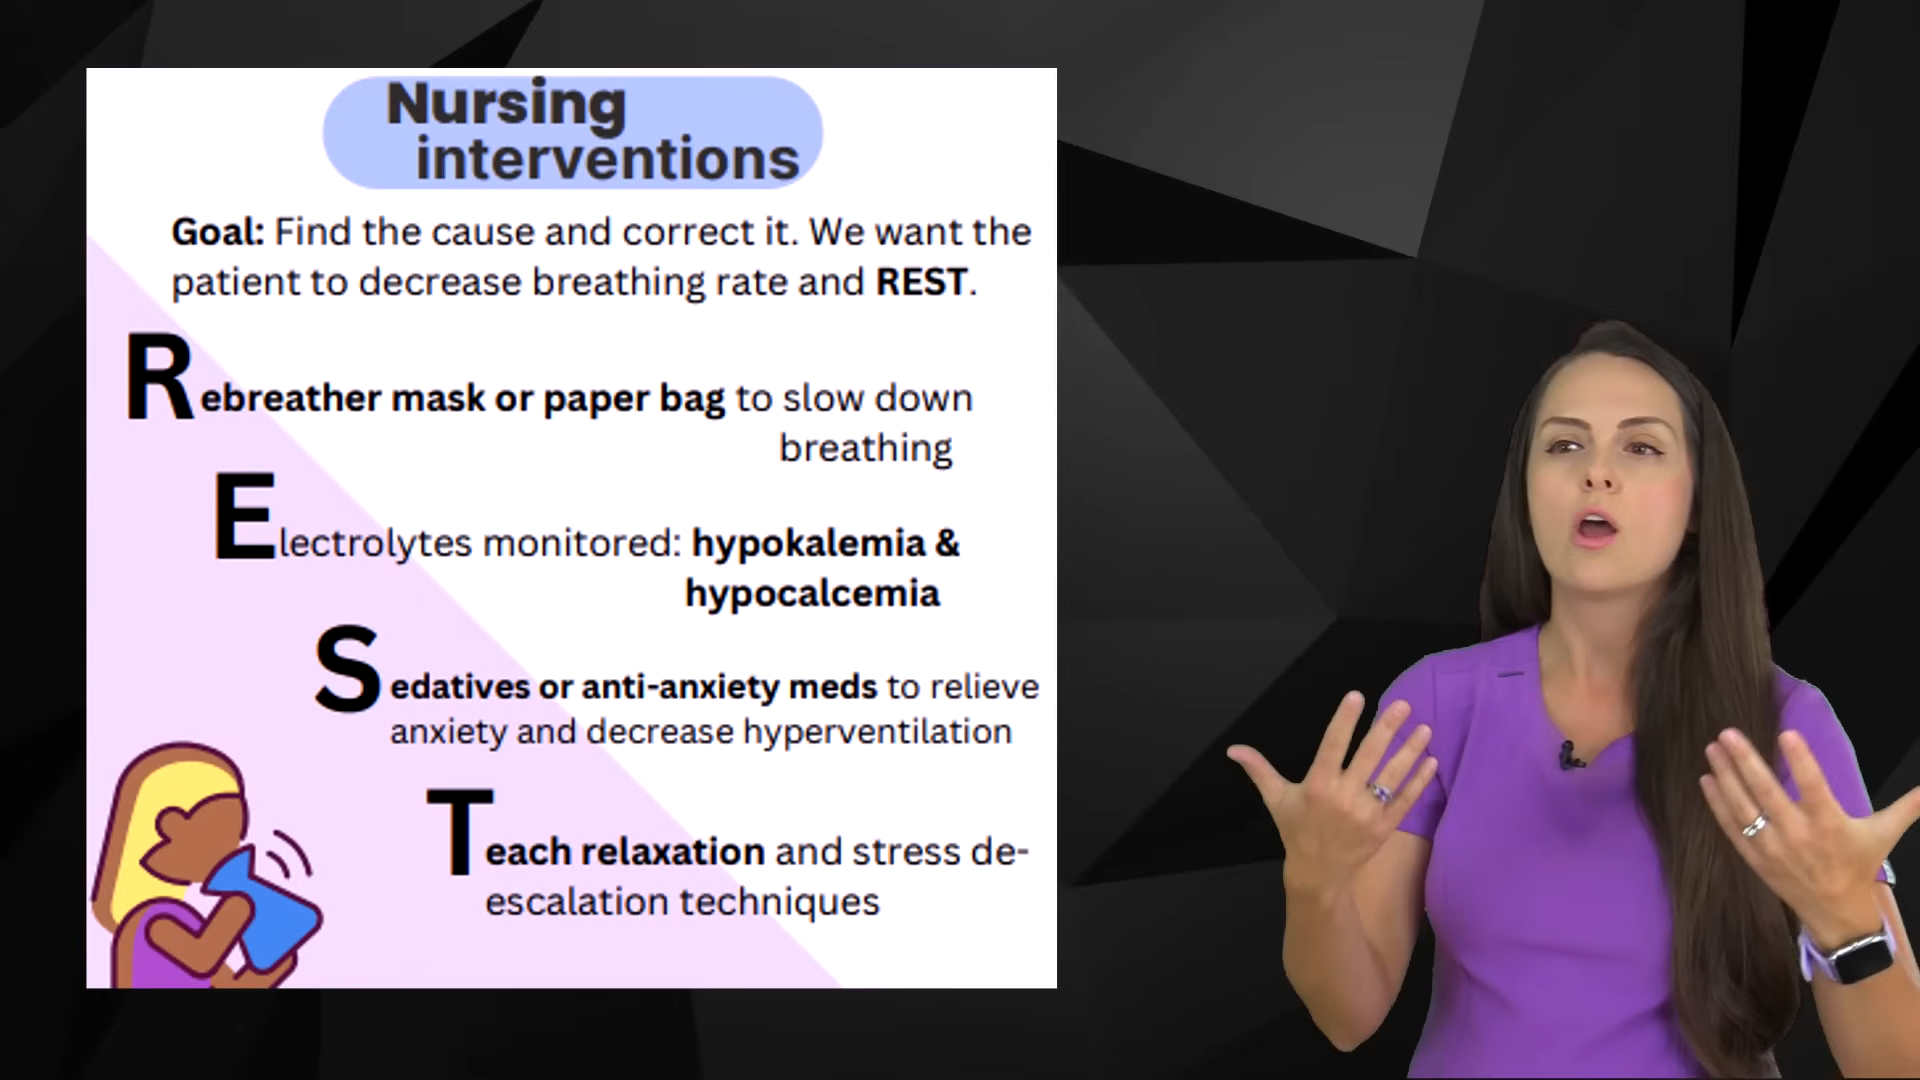 Nursing
interventions
Goal: Find the cause and correct it. We want the
patient to decrease breathing rate and REST.
Rebreather mask or paper bag to slow down
breathing
Electrolytes monitored: hypokalemia &
hypocalcemia
Sedatives or anti-anxiety meds to relieve
anxiety and decrease hyperventilation
Teach relaxation and stress de-
escalation techniques